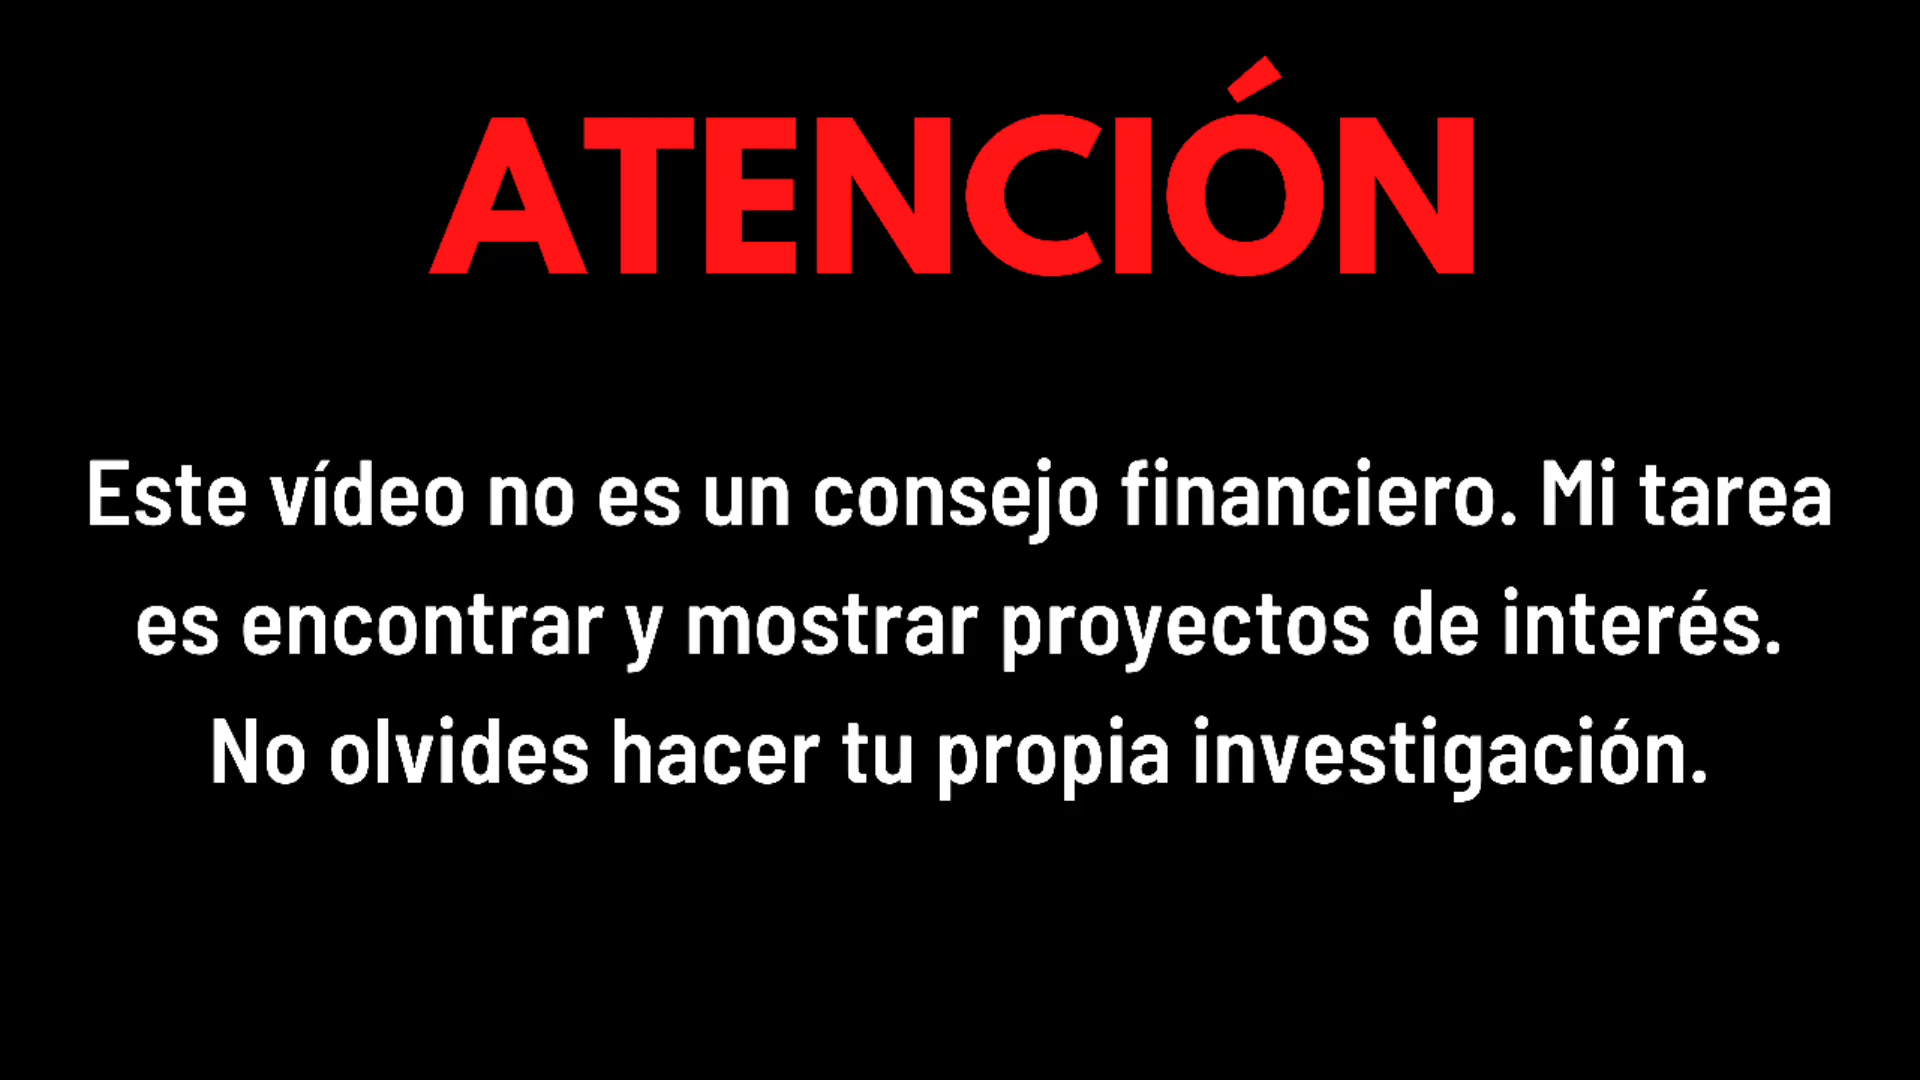 ATENCIÓN
Este vídeo no es un consejo financiero. Mi tarea
es encontrar y mostrar proyectos de interés.
No olvides hacer tu propia investigación.